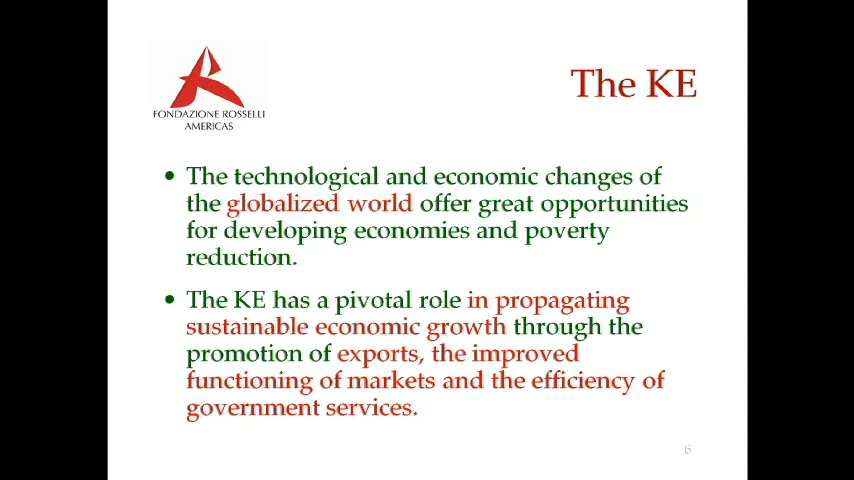 FONDAZIONE ROSSELLI
AMERICAS
The KE
• The technological and economic changes of
the globalized world offer great opportunities
for developing economies and poverty
reduction.
• The KE has a pivotal role in propagating
sustainable economic growth through the
promotion of exports, the improved
functioning of markets and the efficiency of
government services.
6